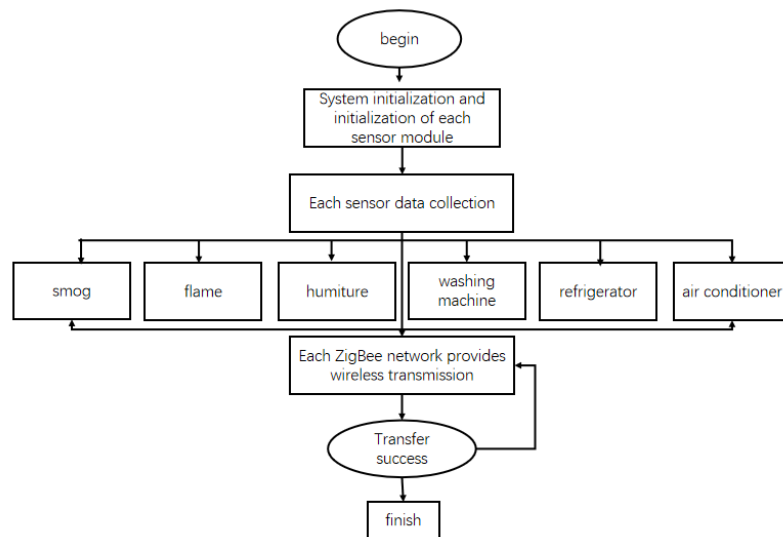 begin
System initialization and
initialization of each
sensor module
Each sensor data collection
smog
flame
humiture
washing
machine
refrigerator
air conditioner
Each ZigBee network provides
wireless transmission
Transfer
success
finish